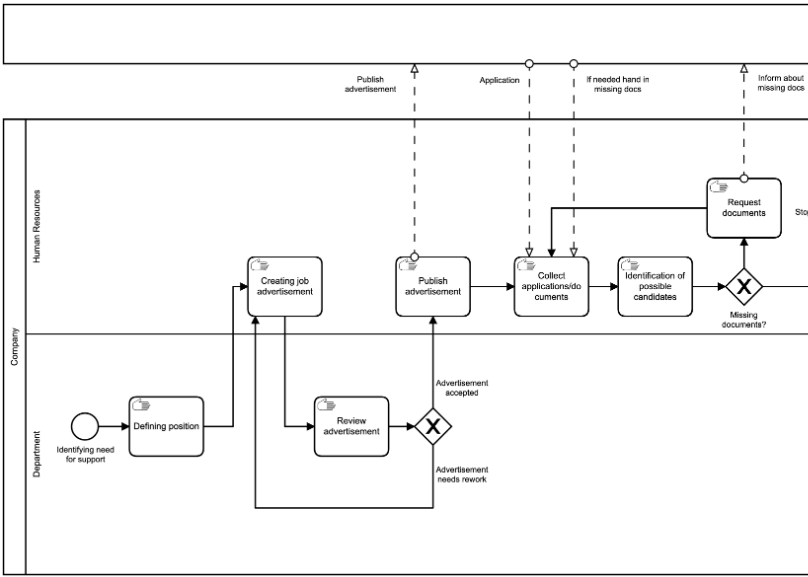 Publish
advertisement
Application
If needed hand in
missing docs
Inform about
missing docs
Company
Human Resources
Request
documents
Creating job
advertisement
Publish
advertisement
Collect
applications/do
cuments
Identification of
possible
candidates
X
Missing
documents?
Department
Identifying need
for support
Defining position
Review
advertisement
X
Advertisement
accepted
Advertisement
needs rework